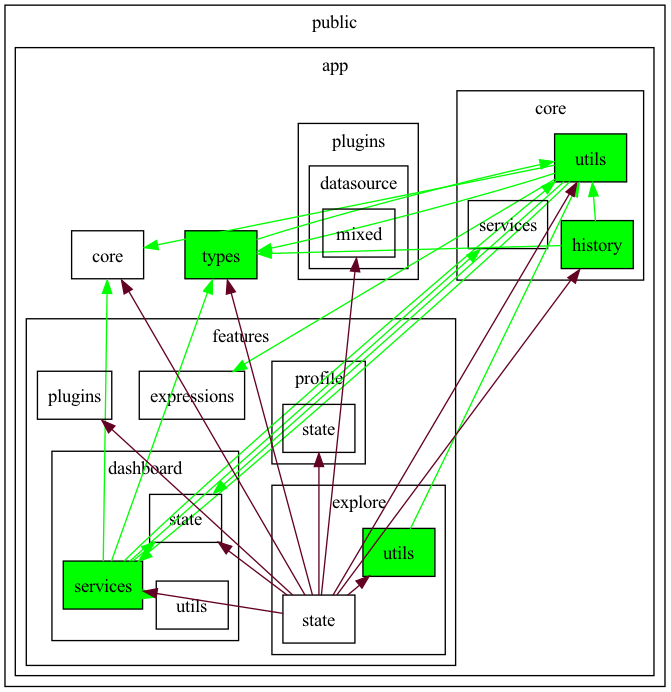 public
app
core
plugins
utils
datasource
services
mixed
history
core
types
features
profile
plugins
expressions
state
dashboard
explore
state
utils
services
utils
state